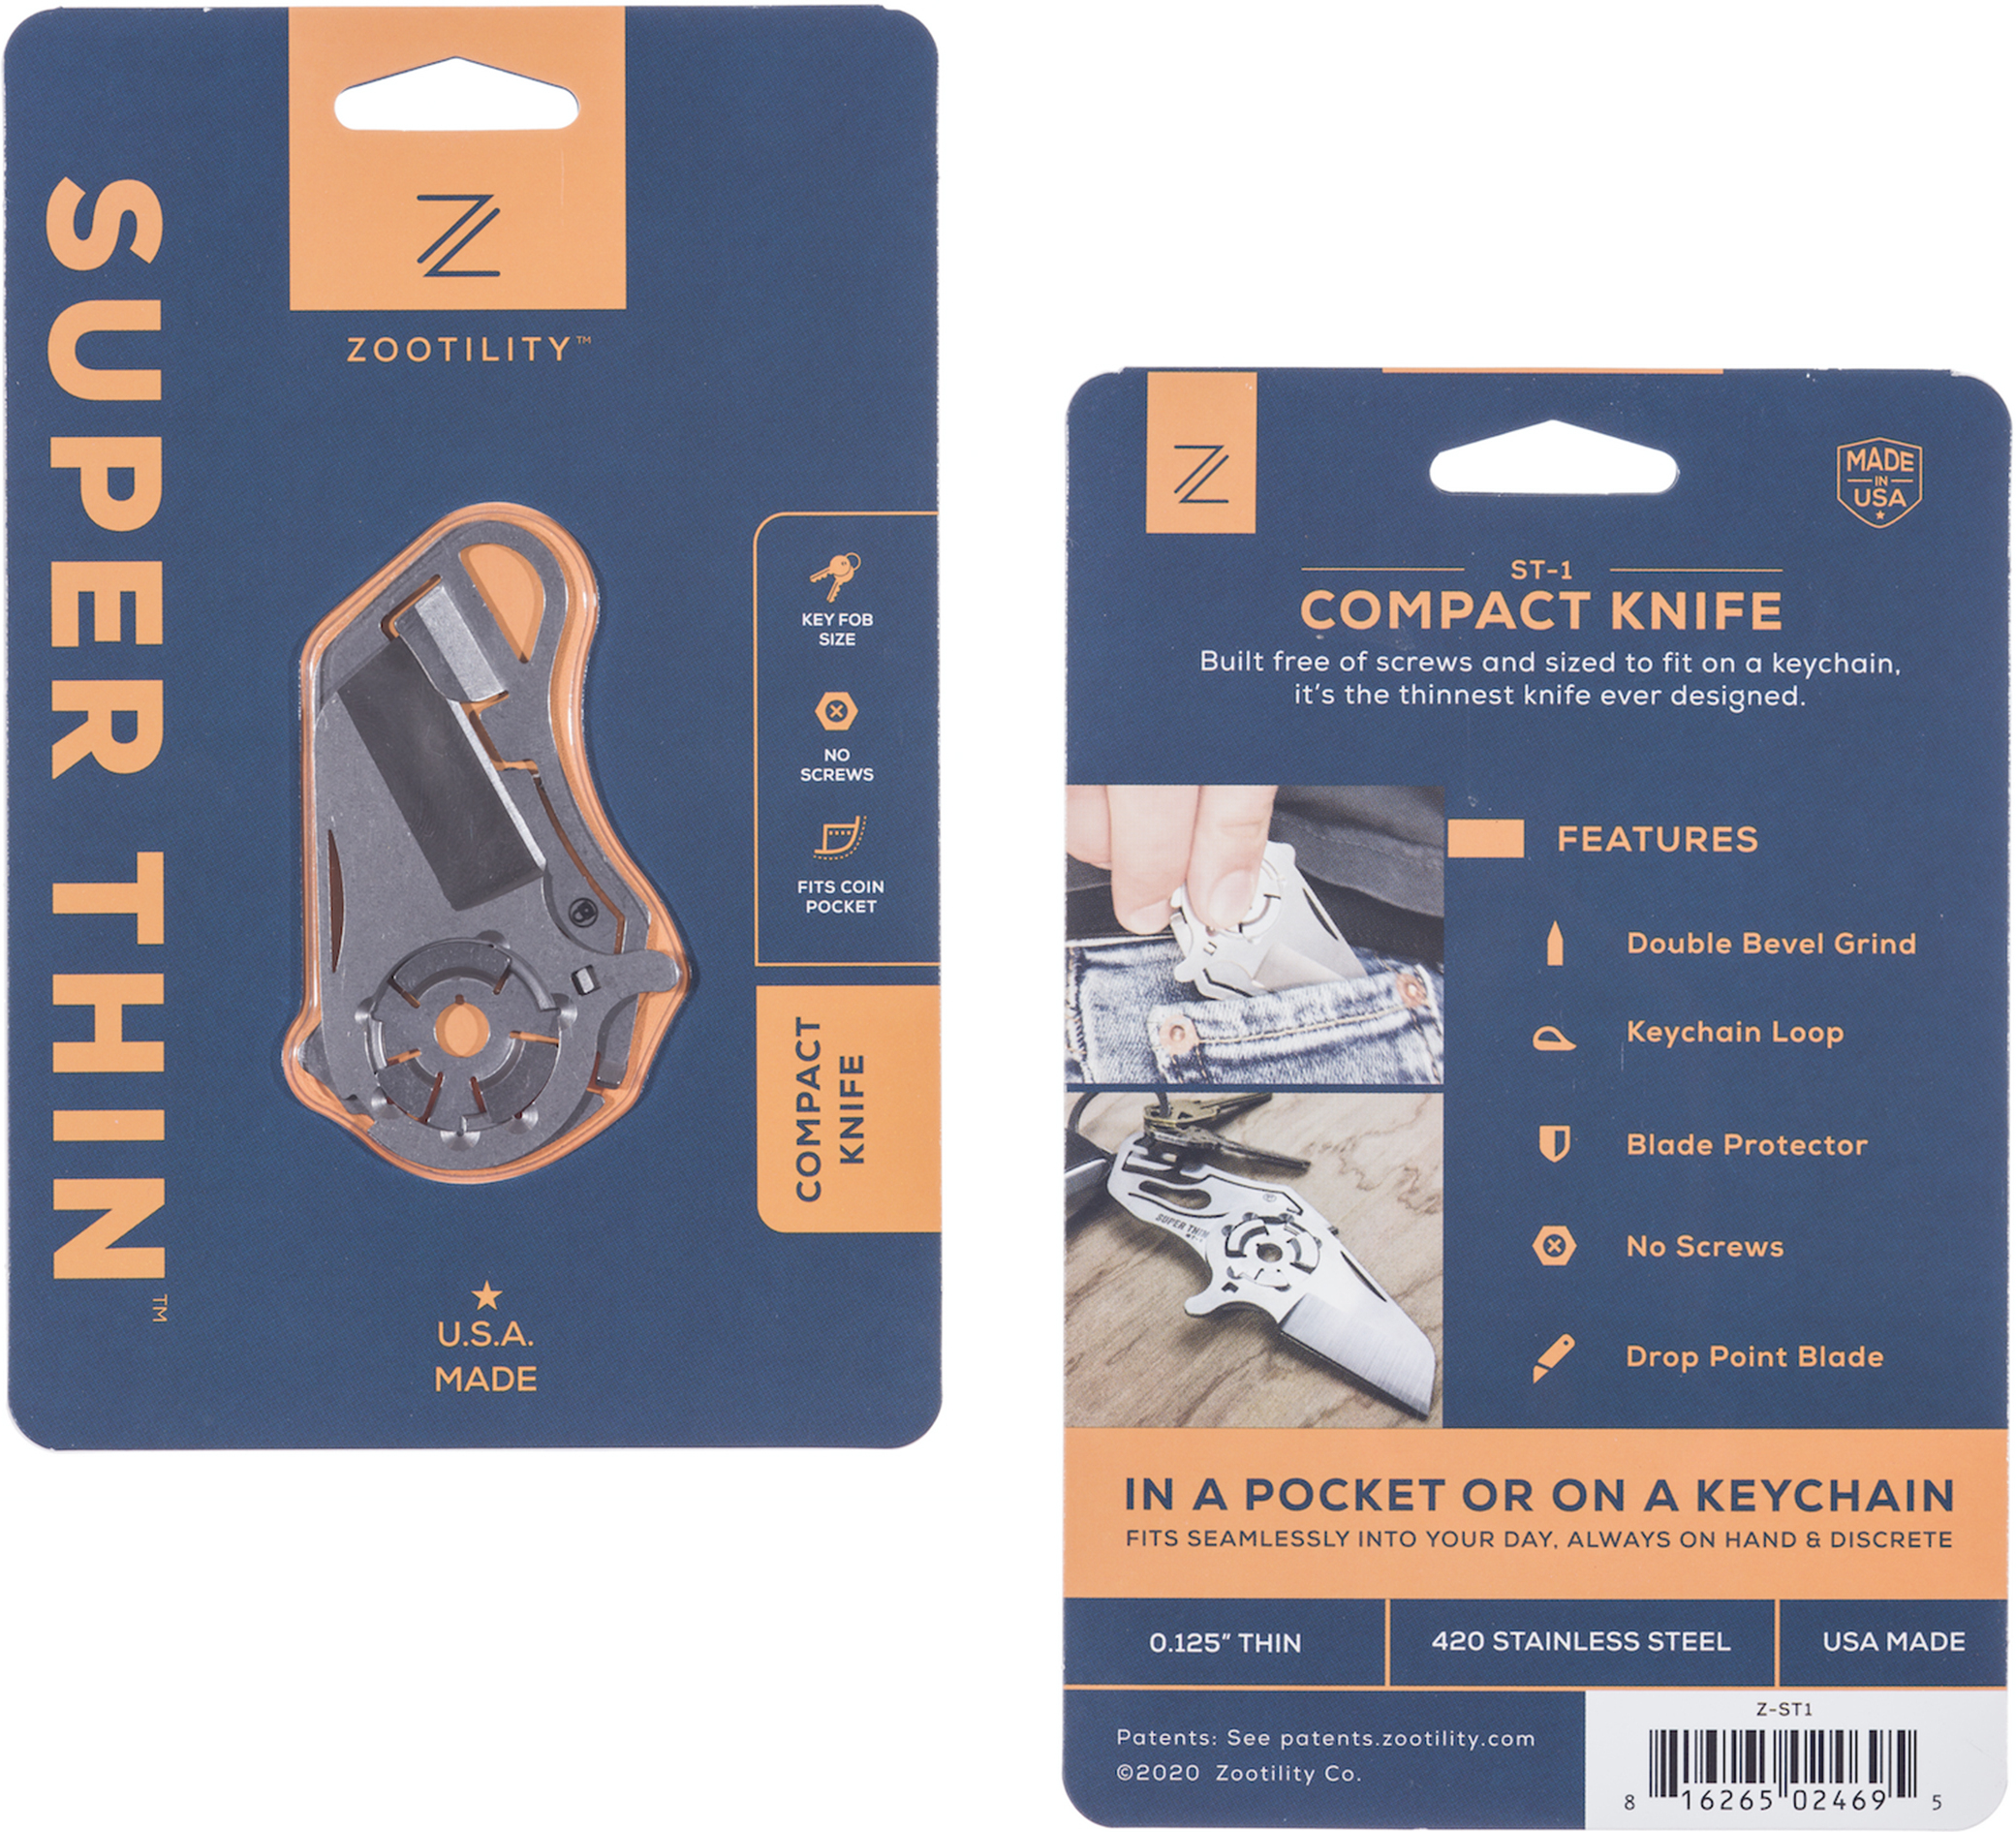 SUPER THIN™
Z
ZOOTILITY™
KEY FOB
SIZE
NO
SCREWS
FITS COIN
POCKET
COMPACT
KNIFE
U.S.A.
MADE
Z
MADE
IN
USA
ST-1
COMPACT KNIFE
Built free of screws and sized to fit on a keychain,
it's the thinnest knife ever designed.
FEATURES
Double Bevel Grind
Keychain Loop
Blade Protector
No Screws
Drop Point Blade
SUPER THIN
IN A POCKET OR ON A KEYCHAIN
FITS SEAMLESSLY INTO YOUR DAY, ALWAYS ON HAND & DISCRETE
0.125" THIN
420 STAINLESS STEEL
USA MADE
Patents: See patents.zootility.com
©2020 Zootility Co.
Z-ST1
8 16265 02469 5